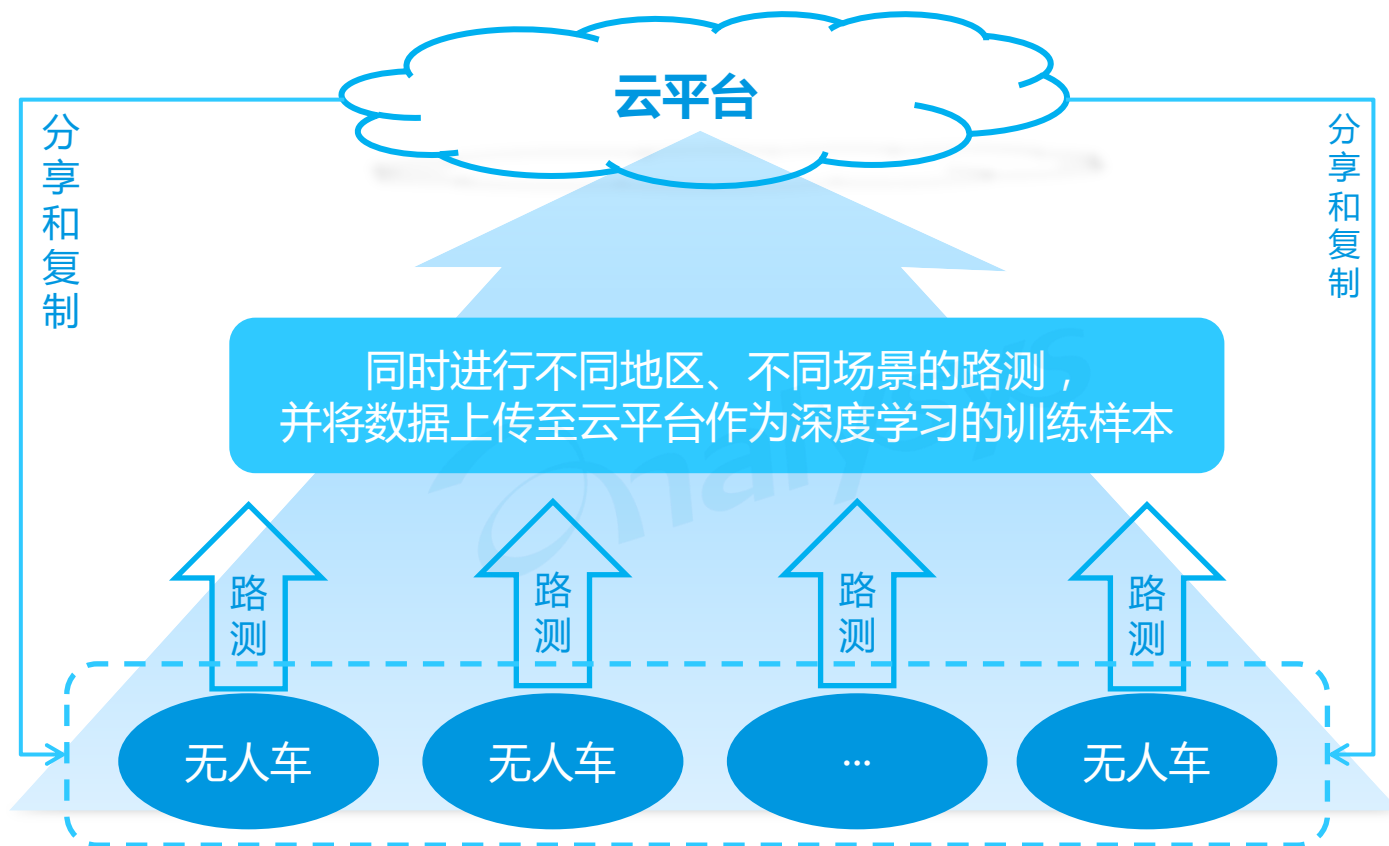 云平台
分享和复制
分享和复制
同时进行不同地区、不同场景的路测，
并将数据上传至云平台作为深度学习的训练样本
analysys
路测
路测
路测
路测
无人车
无人车
...
无人车